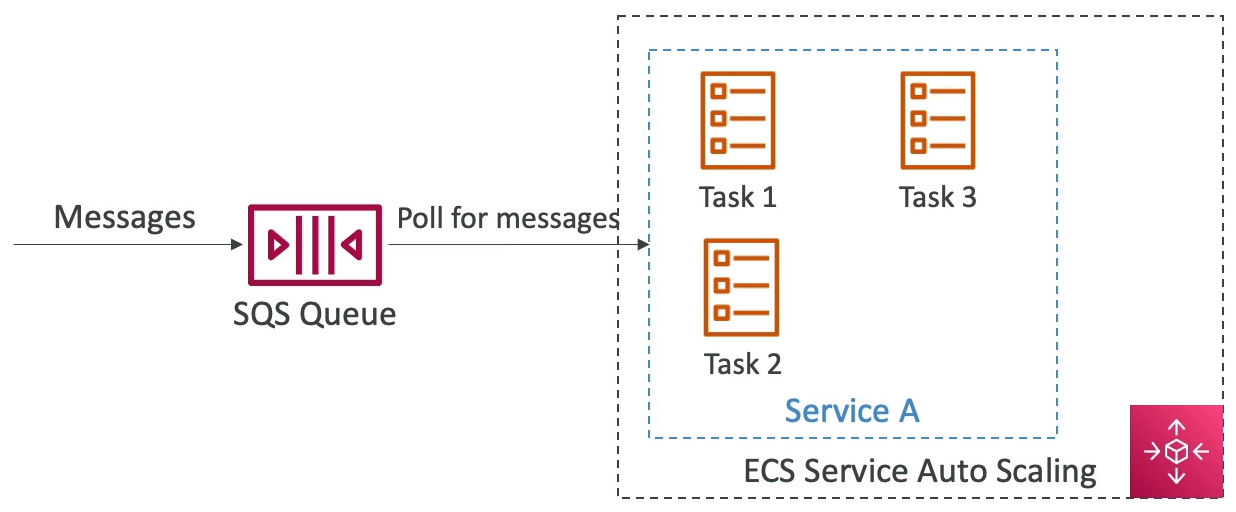 Messages
SQS Queue
Poll for messages
Task 1
Task 3
Task 2
Service A
ECS Service Auto Scaling